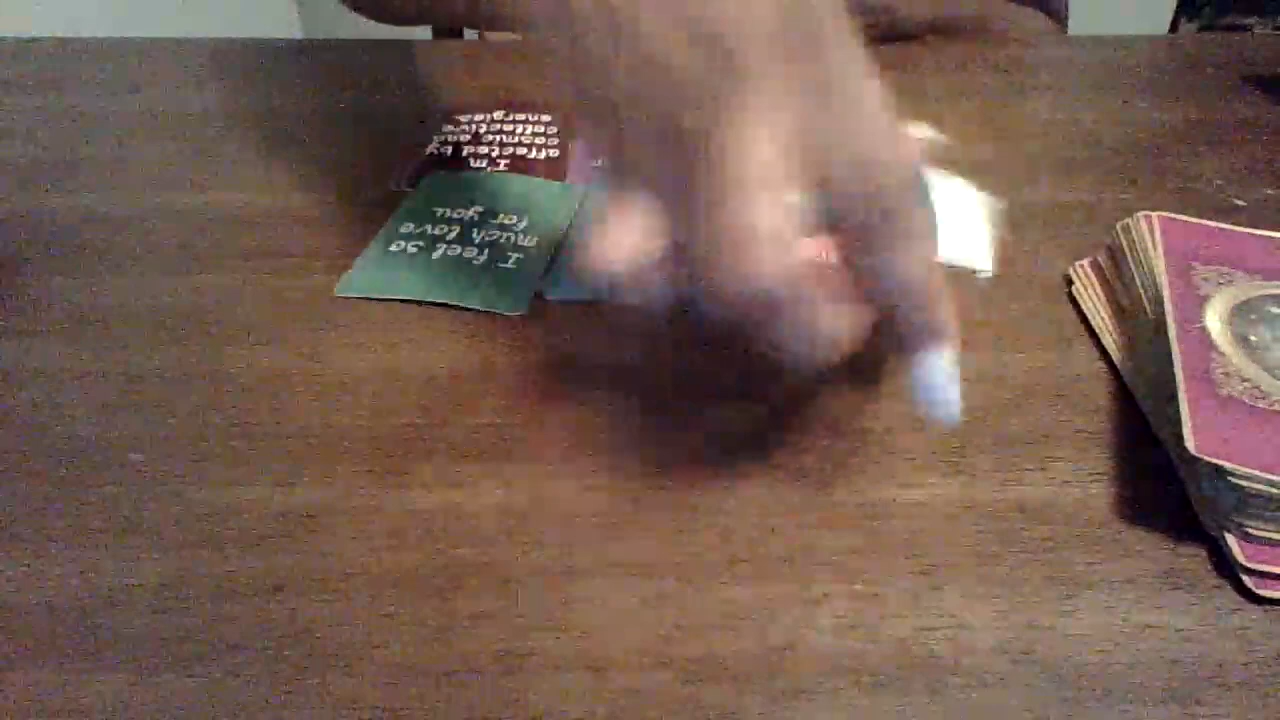 I'm
affected by
cosmic and
collective
energies.
I feel so
much love
for you